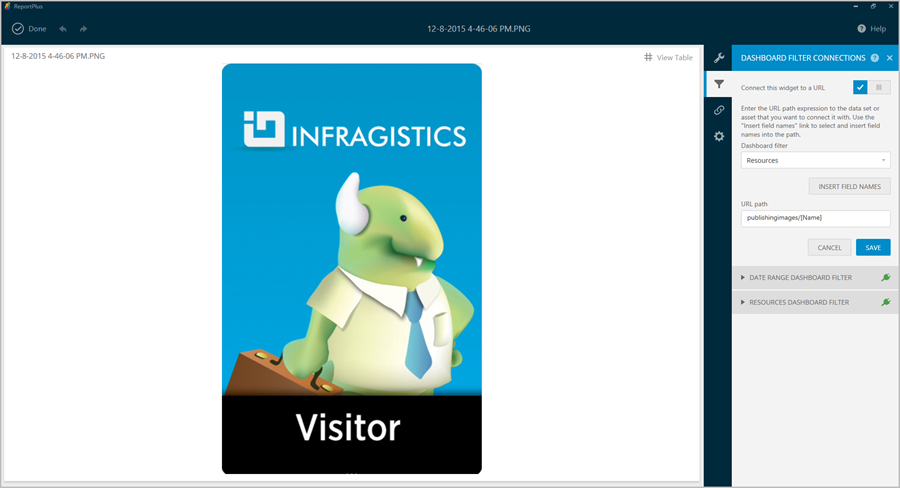 ReportPlus
Done
12-8-2015 4-46-06 PM.PNG
Help
12-8-2015 4-46-06 PM.PNG
View Table
INFRAGISTICS
Visitor
DASHBOARD FILTER CONNECTIONS
Connect this widget to a URL
Enter the URL path expression to the data set or
asset that you want to connect it with. Use the
"Insert field names" link to select and insert field
names into the path.
Dashboard filter
Resources
INSERT FIELD NAMES
URL path
publishingimages/[Name]
CANCEL
SAVE
DATE RANGE DASHBOARD FILTER
RESOURCES DASHBOARD FILTER